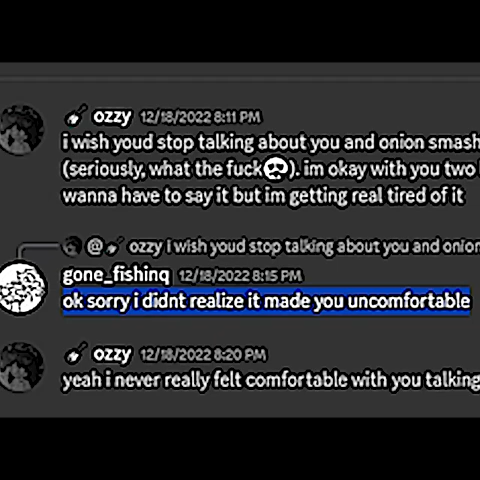 ozzy 12/18/2022 8:11 PM
i wish youd stop talking about you and onion smash
(seriously, what the fuck💀). im okay with you two
wanna have to say it but im getting real tired of it
@ ozzy i wish youd stop talking about you and onion
gone_fishinq 12/18/2022 8:15 PM
ok sorry i didnt realize it made you uncomfortable
ozzy 12/18/2022 8:20 PM
yeah i never really felt comfortable with you talking